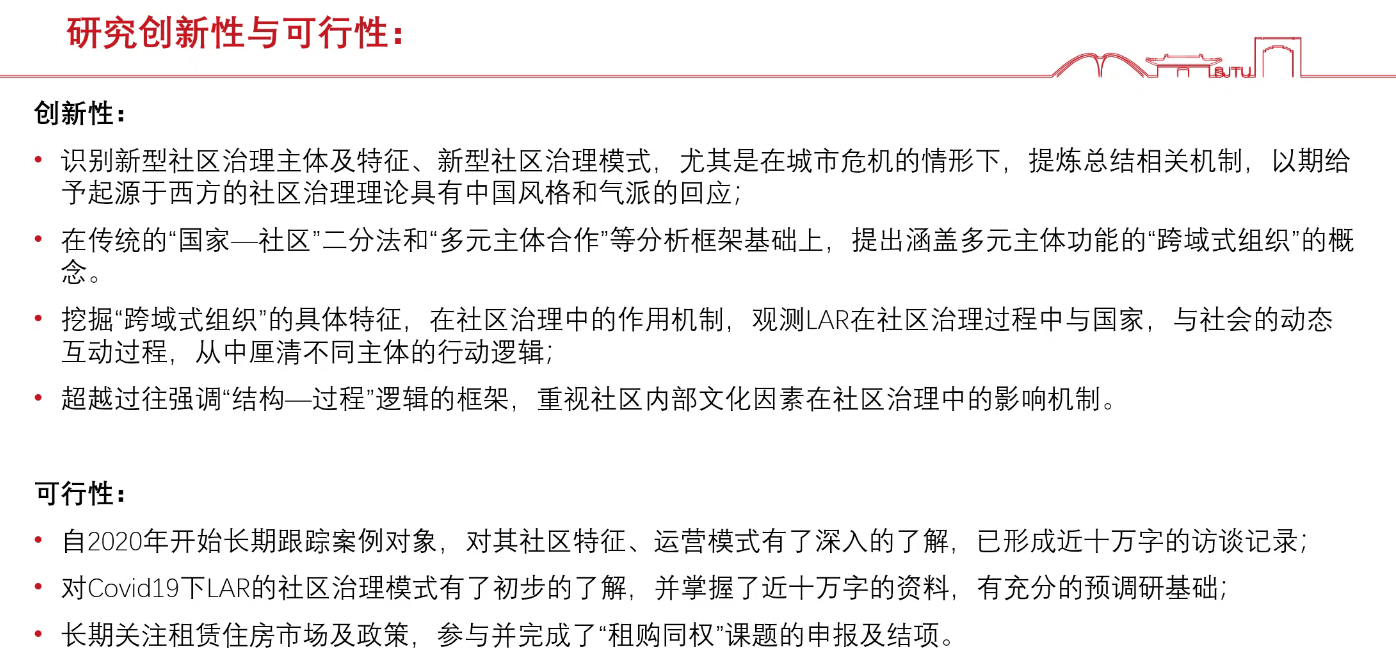 研究创新性与可行性：
SJTU
创新性：
• 识别新型社区治理主体及特征、新型社区治理模式，尤其是在城市危机的情形下，提炼总结相关机制，以期给
予起源于西方的社区治理理论具有中国风格和气派的回应；
• 在传统的“国家—社区”二分法和“多元主体合作”等分析框架基础上，提出涵盖多元主体功能的“跨域式组织”的概
念。
• 挖掘“跨域式组织”的具体特征，在社区治理中的作用机制，观测LAR在社区治理过程中与国家，与社会的动态
互动过程，从中厘清不同主体的行动逻辑；
• 超越过往强调“结构—过程”逻辑的框架，重视社区内部文化因素在社区治理中的影响机制。
可行性：
• 自2020年开始长期跟踪案例对象，对其社区特征、运营模式有了深入的了解，已形成近十万字的访谈记录；
• 对Covid19下LAR的社区治理模式有了初步的了解，并掌握了近十万字的资料，有充分的预调研基础；
• 长期关注租赁住房市场及政策，参与并完成了“租购同权”课题的申报及结项。